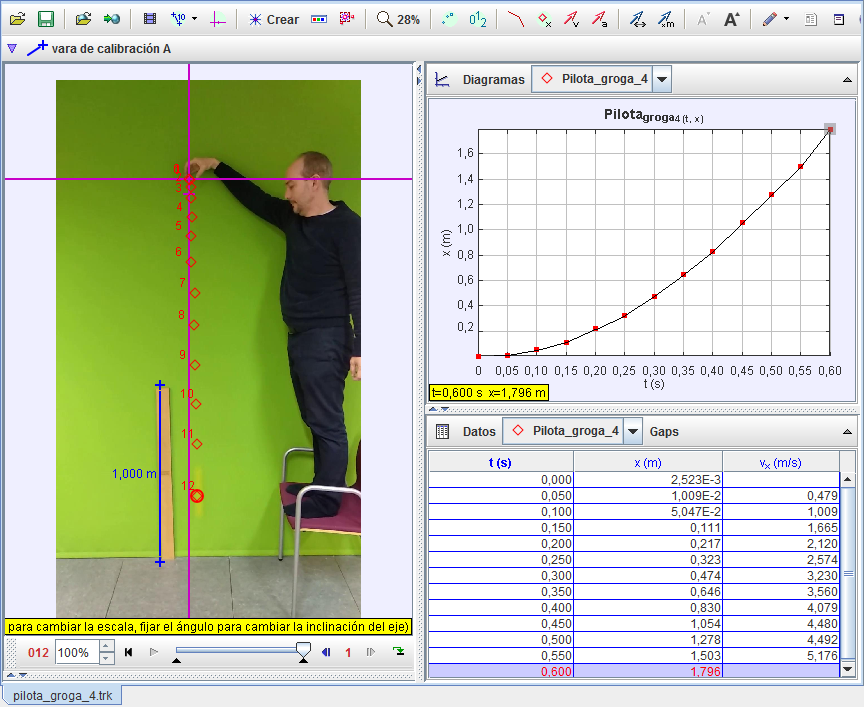 Crear 28%
vara de calibración A
0
3
4
5
6
7
8
9
10
11
12
1,000 m
para cambiar la escala, fijar el ángulo para cambiar la inclinación del eje)
012 100% 1
pilota_groga_4.trk
Diagramas Pilota_groga_4
Pilota groga4 (t, x)
x (m)
1,6
1,4
1,2
1,0
0,8
0,6
0,4
0,2
0 0,05 0,10 0,15 0,20 0,25 0,30 0,35 0,40 0,45 0,50 0,55 0,60
t (s)
t=0,600 s x=1,796 m
Datos Pilota_groga_4 Gaps
t (s) x (m) vx (m/s)
0,000 2,523E-3
0,050 1,009E-2 0,479
0,100 5,047E-2 1,009
0,150 0,111 1,665
0,200 0,217 2,120
0,250 0,323 2,574
0,300 0,474 3,230
0,350 0,646 3,560
0,400 0,830 4,079
0,450 1,054 4,480
0,500 1,278 4,492
0,550 1,503 5,176
0,600 1,796